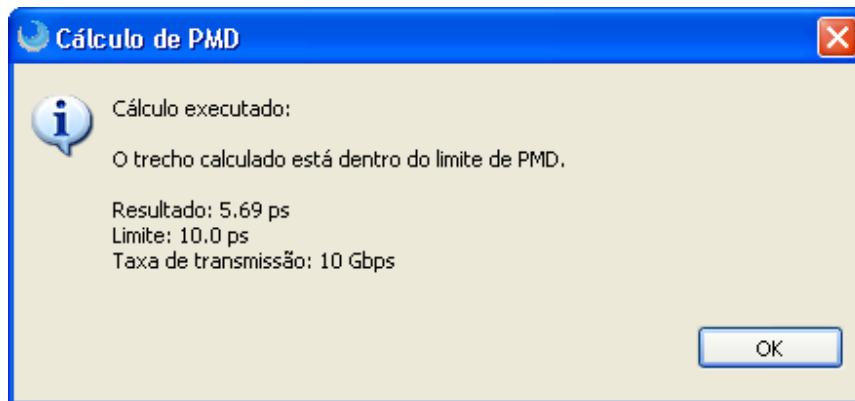 Cálculo de PMD
Cálculo executado:
O trecho calculado está dentro do limite de PMD.
Resultado: 5.69 ps
Limite: 10.0 ps
Taxa de transmissão: 10 Gbps
OK